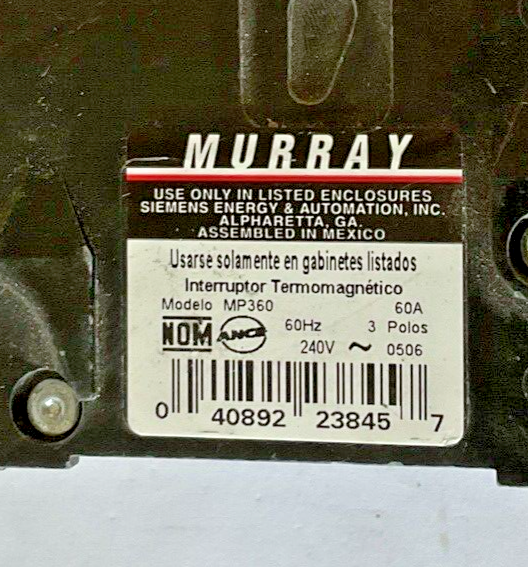 MURRAY
USE ONLY IN LISTED ENCLOSURES
SIEMENS ENERGY & AUTOMATION, INC.
ALPHARETTA, GA.
ASSEMBLED IN MEXICO
Usarse solamente en gabinetes listados
Interruptor Termomagnético
Modelo MP360 60A
NOM ANCE 60Hz 3 Polos
240V ~ 0506
0 40892 23845 7